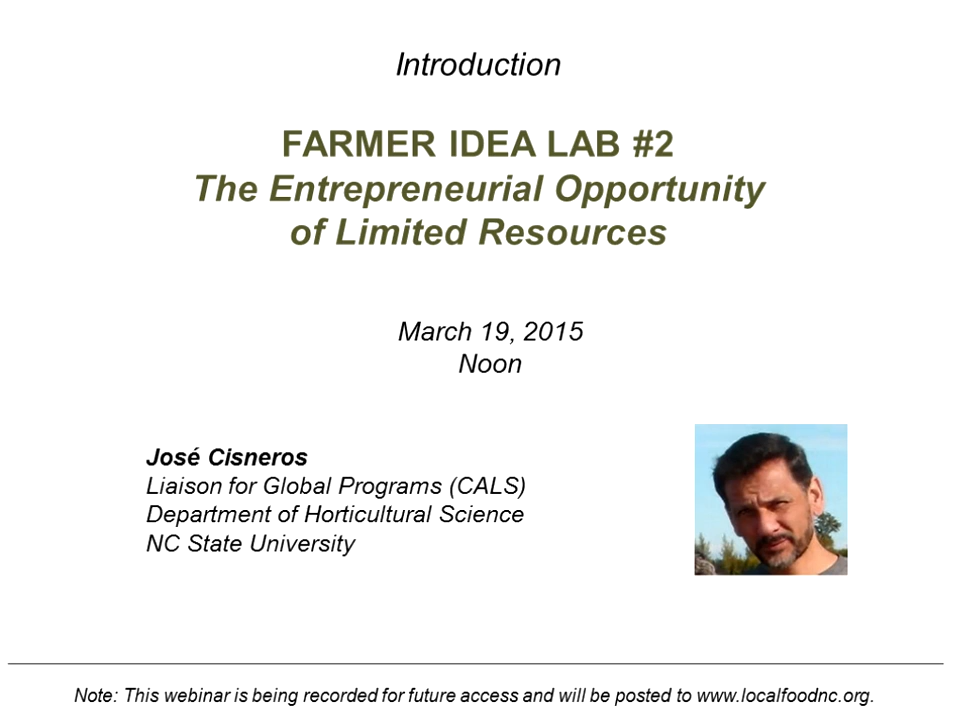 Introduction
FARMER IDEA LAB #2
The Entrepreneurial Opportunity
of Limited Resources
March 19, 2015
Noon
José Cisneros
Liaison for Global Programs (CALS)
Department of Horticultural Science
NC State University
Note: This webinar is being recorded for future access and will be posted to www.localfoodnc.org.